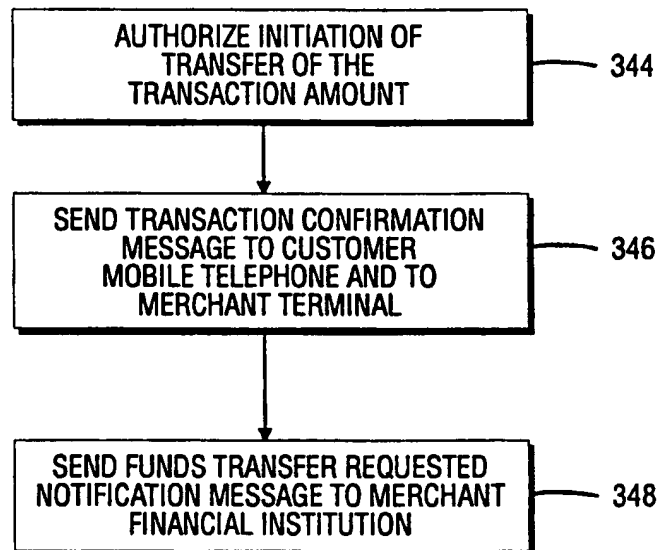 AUTHORIZE INITIATION OF
TRANSFER OF THE
TRANSACTION AMOUNT
344
SEND TRANSACTION CONFIRMATION
MESSAGE TO CUSTOMER
MOBILE TELEPHONE AND TO
MERCHANT TERMINAL
346
SEND FUNDS TRANSFER REQUESTED
NOTIFICATION MESSAGE TO MERCHANT
FINANCIAL INSTITUTION
348